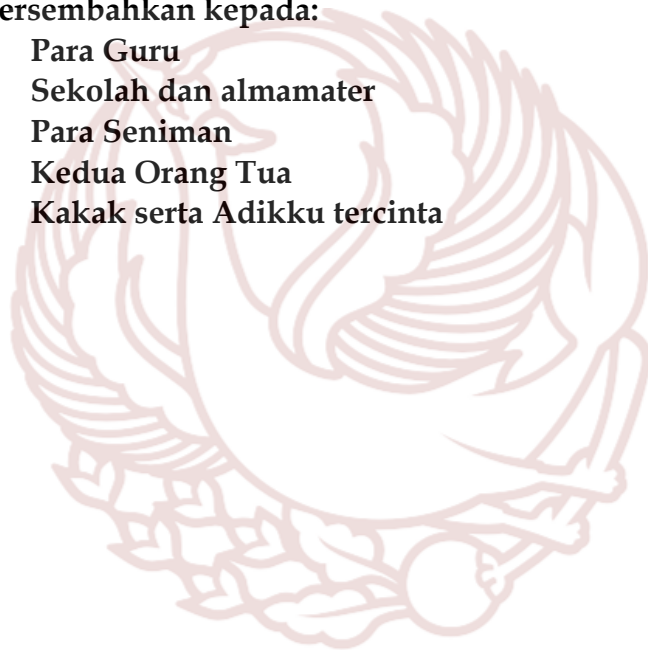 ersembahkan kepada:
Para Guru
Sekolah dan almamater
Para Seniman
Kedua Orang Tua
Kakak serta Adikku tercinta